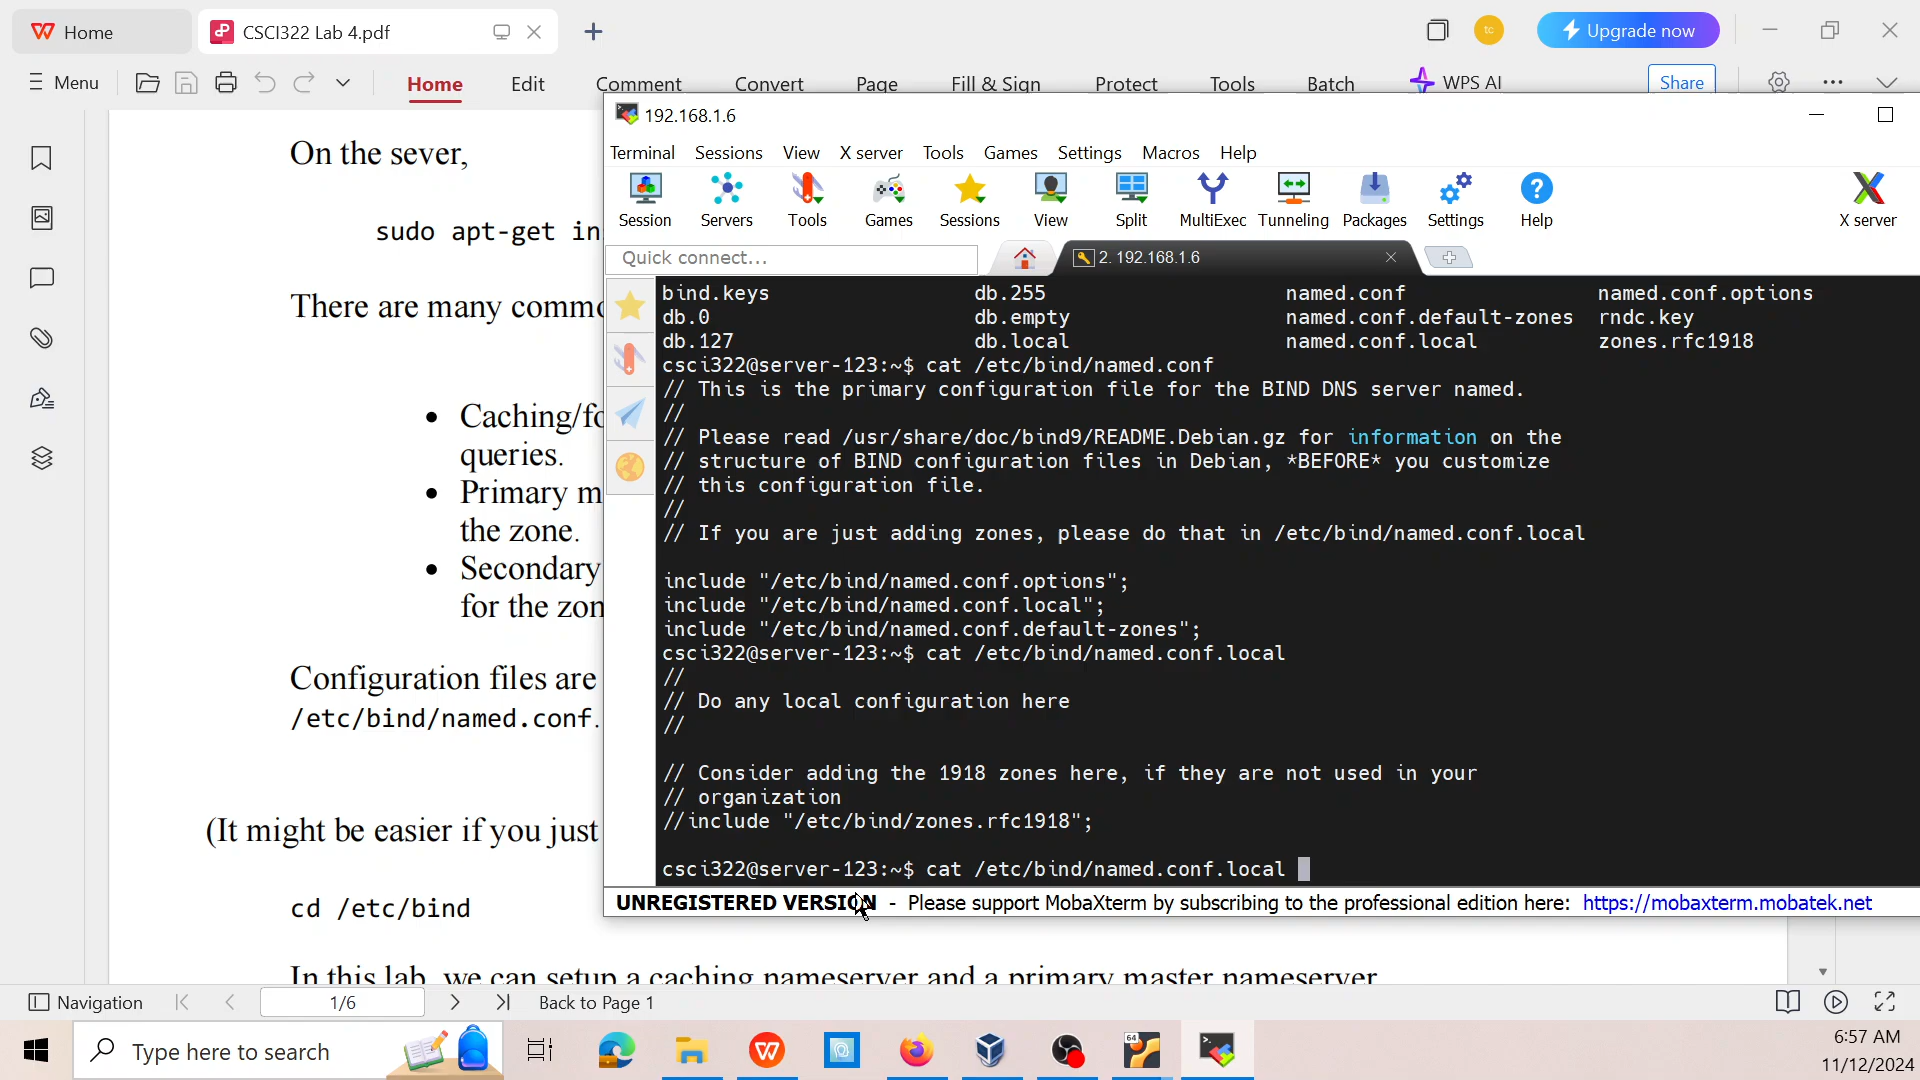 Home
CSCI322 Lab 4.pdf
tc
Upgrade now
Menu
Home
Edit
Comment
Convert
Page
Fill & Sign
Protect
Tools
Batch
WPS AI
Share
On the sever,
sudo apt-get in
There are many comm
Caching/fo
queries.
Primary m
the zone.
Secondary
for the zon
Configuration files are
/etc/bind/named.conf.
(It might be easier if you just
cd /etc/bind
In this lab, we can setup a caching nameserver and a primary master nameserver
192.168.1.6
Terminal Sessions View X server Tools Games Settings Macros Help
Session Servers Tools Games Sessions View Split MultiExec Tunneling Packages Settings Help X server
Quick connect...
2. 192.168.1.6
bind.keys db.255 named.conf named.conf.options
db.0 db.empty named.conf.default-zones rndc.key
db.127 db.local named.conf.local zones.rfc1918
csci322@server-123:~$ cat /etc/bind/named.conf
// This is the primary configuration file for the BIND DNS server named.
//
// Please read /usr/share/doc/bind9/README.Debian.gz for information on the
// structure of BIND configuration files in Debian, *BEFORE* you customize
// this configuration file.
//
// If you are just adding zones, please do that in /etc/bind/named.conf.local
include "/etc/bind/named.conf.options";
include "/etc/bind/named.conf.local";
include "/etc/bind/named.conf.default-zones";
csci322@server-123:~$ cat /etc/bind/named.conf.local
//
// Do any local configuration here
//
// Consider adding the 1918 zones here, if they are not used in your
// organization
//include "/etc/bind/zones.rfc1918";
csci322@server-123:~$ cat /etc/bind/named.conf.local
UNREGISTERED VERSION - Please support MobaXterm by subscribing to the professional edition here: https://mobaxterm.mobatek.net
Navigation
1/6
Back to Page 1
Type here to search
64
6:57 AM
11/12/2024